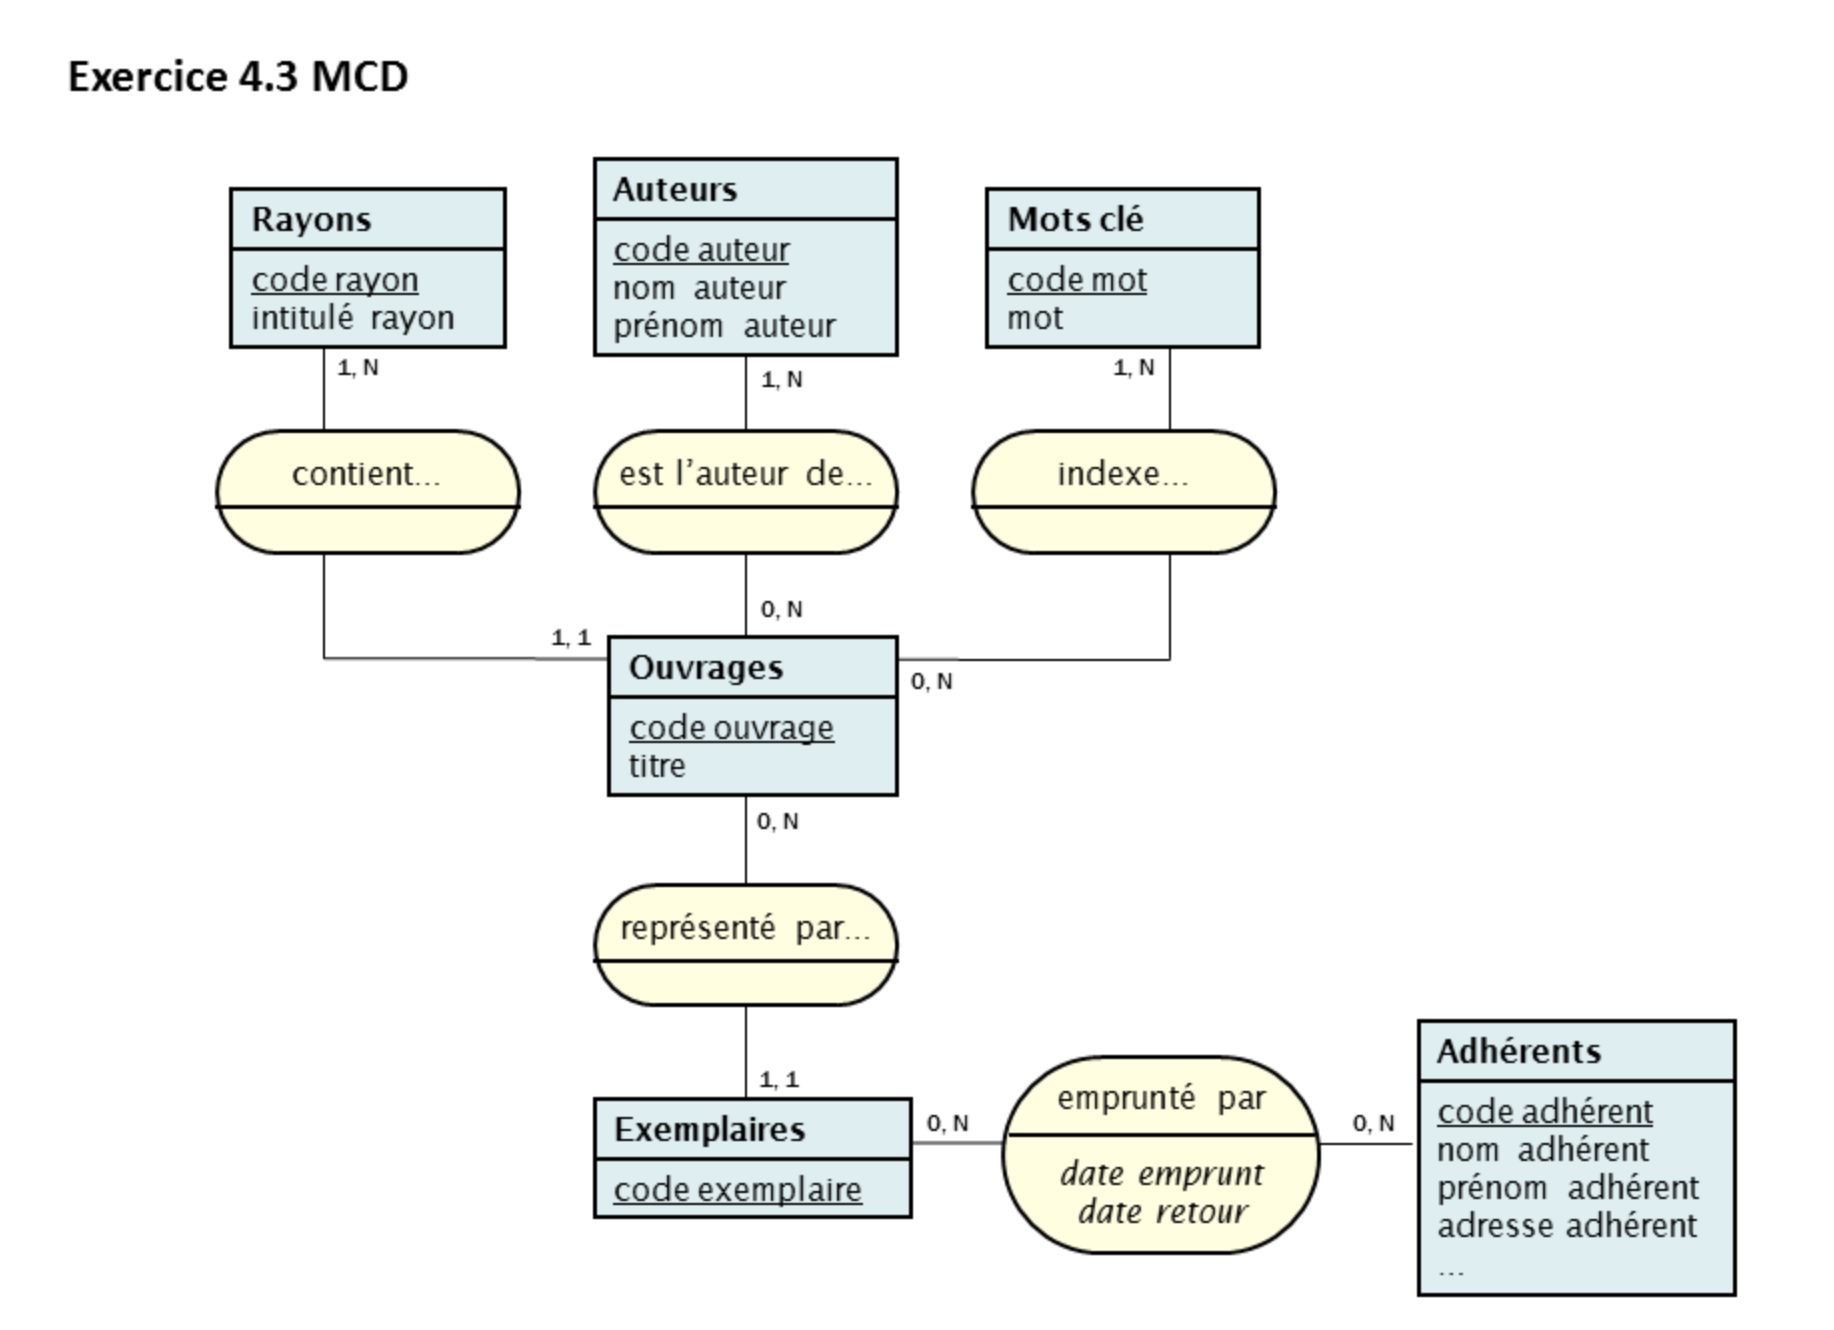 Exercice 4.3 MCD
Rayons
code rayon
intitulé rayon
Auteurs
code auteur
nom auteur
prénom auteur
Mots clé
code mot
mot
1, N
1, N
1, N
contient...
est l'auteur de...
indexe...
1, 1
0, N
0, N
Ouvrages
code ouvrage
titre
0, N
représenté par...
1, 1
Exemplaires
code exemplaire
0, N
emprunté par
date emprunt
date retour
0, N
Adhérents
code adhérent
nom adhérent
prénom adhérent
adresse adhérent
...